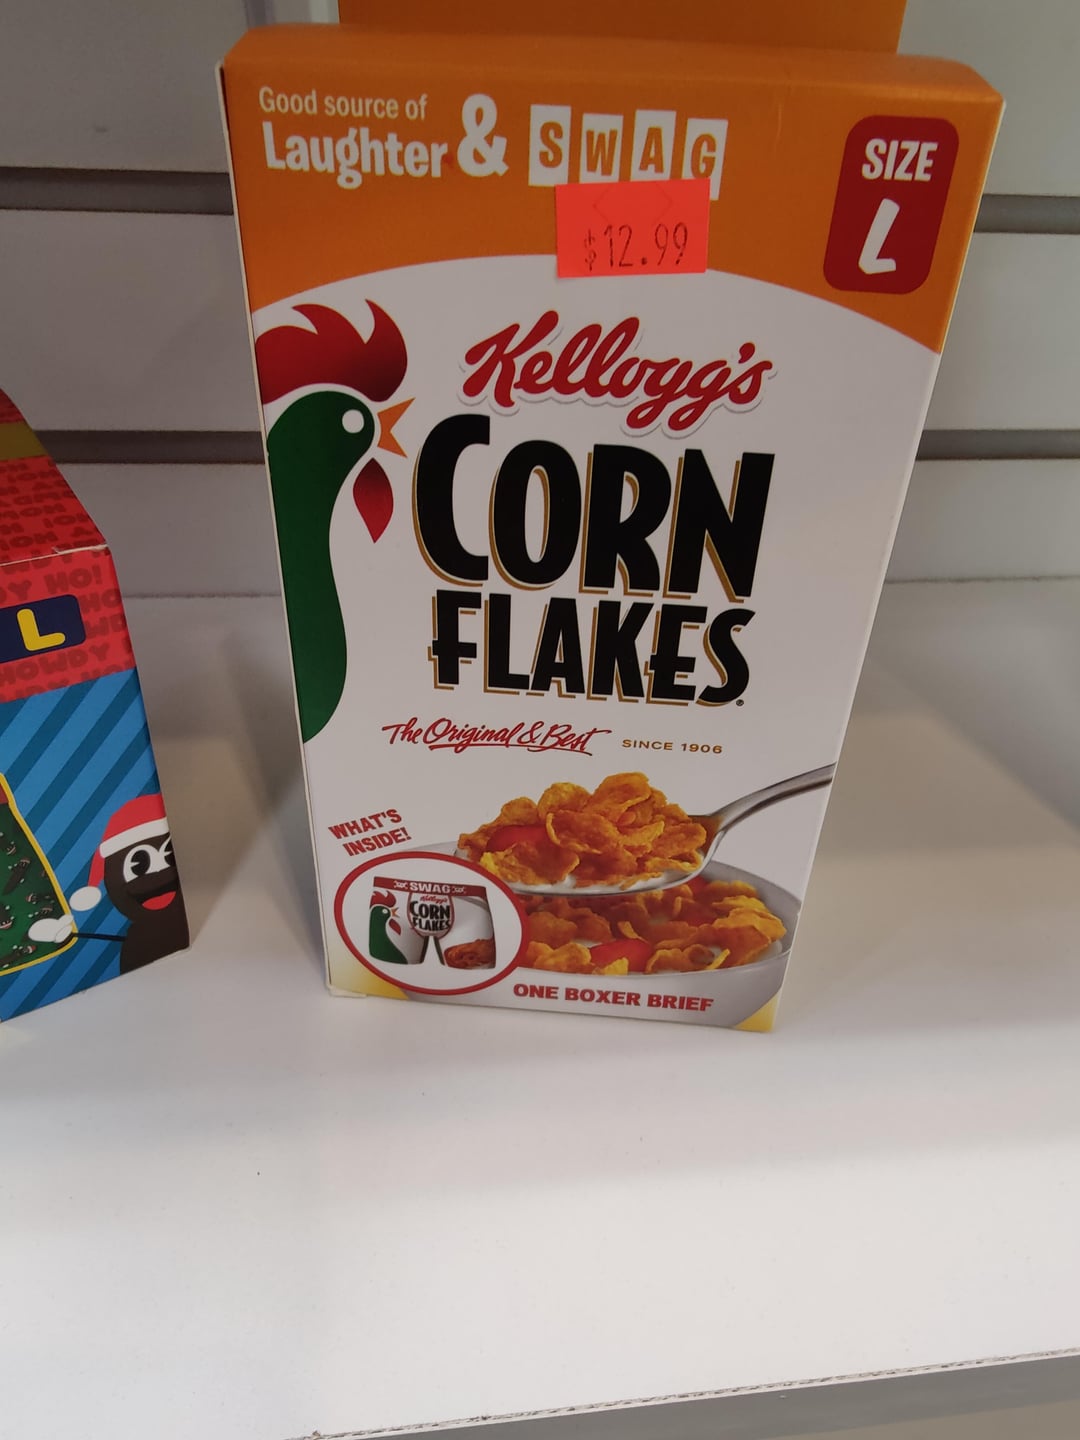 Good source of
Laughter & SWAG
SIZE
L
$12.99
Kellogg's
CORN
FLAKES
The Original & Best
SINCE 1906
WHAT'S
INSIDE!
SWAG
Kellogg's
CORN
FLAKES
ONE BOXER BRIEF
HO!
L
HOWDY